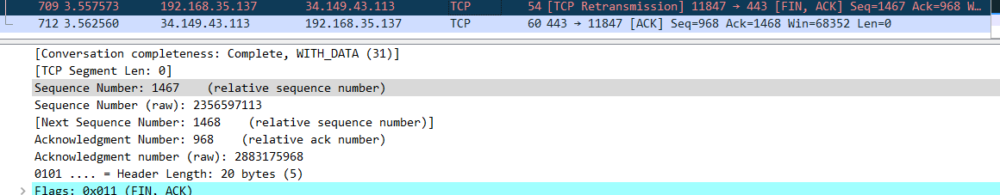 709 3.557573 192.168.35.137 34.149.43.113 TCP 54 [TCP Retransmission] 11847 → 443 [FIN, ACK] Seq=1467 Ack=968 W…
712 3.562560 34.149.43.113 192.168.35.137 TCP 60 443 → 11847 [ACK] Seq=968 Ack=1468 Win=68352 Len=0
[Conversation completeness: Complete, WITH_DATA (31)]
[TCP Segment Len: 0]
Sequence Number: 1467    (relative sequence number)
Sequence Number (raw): 2356597113
[Next Sequence Number: 1468    (relative sequence number)]
Acknowledgment Number: 968    (relative ack number)
Acknowledgment number (raw): 2883175968
0101 .... = Header Length: 20 bytes (5)
Flags: 0x011 (FIN, ACK)